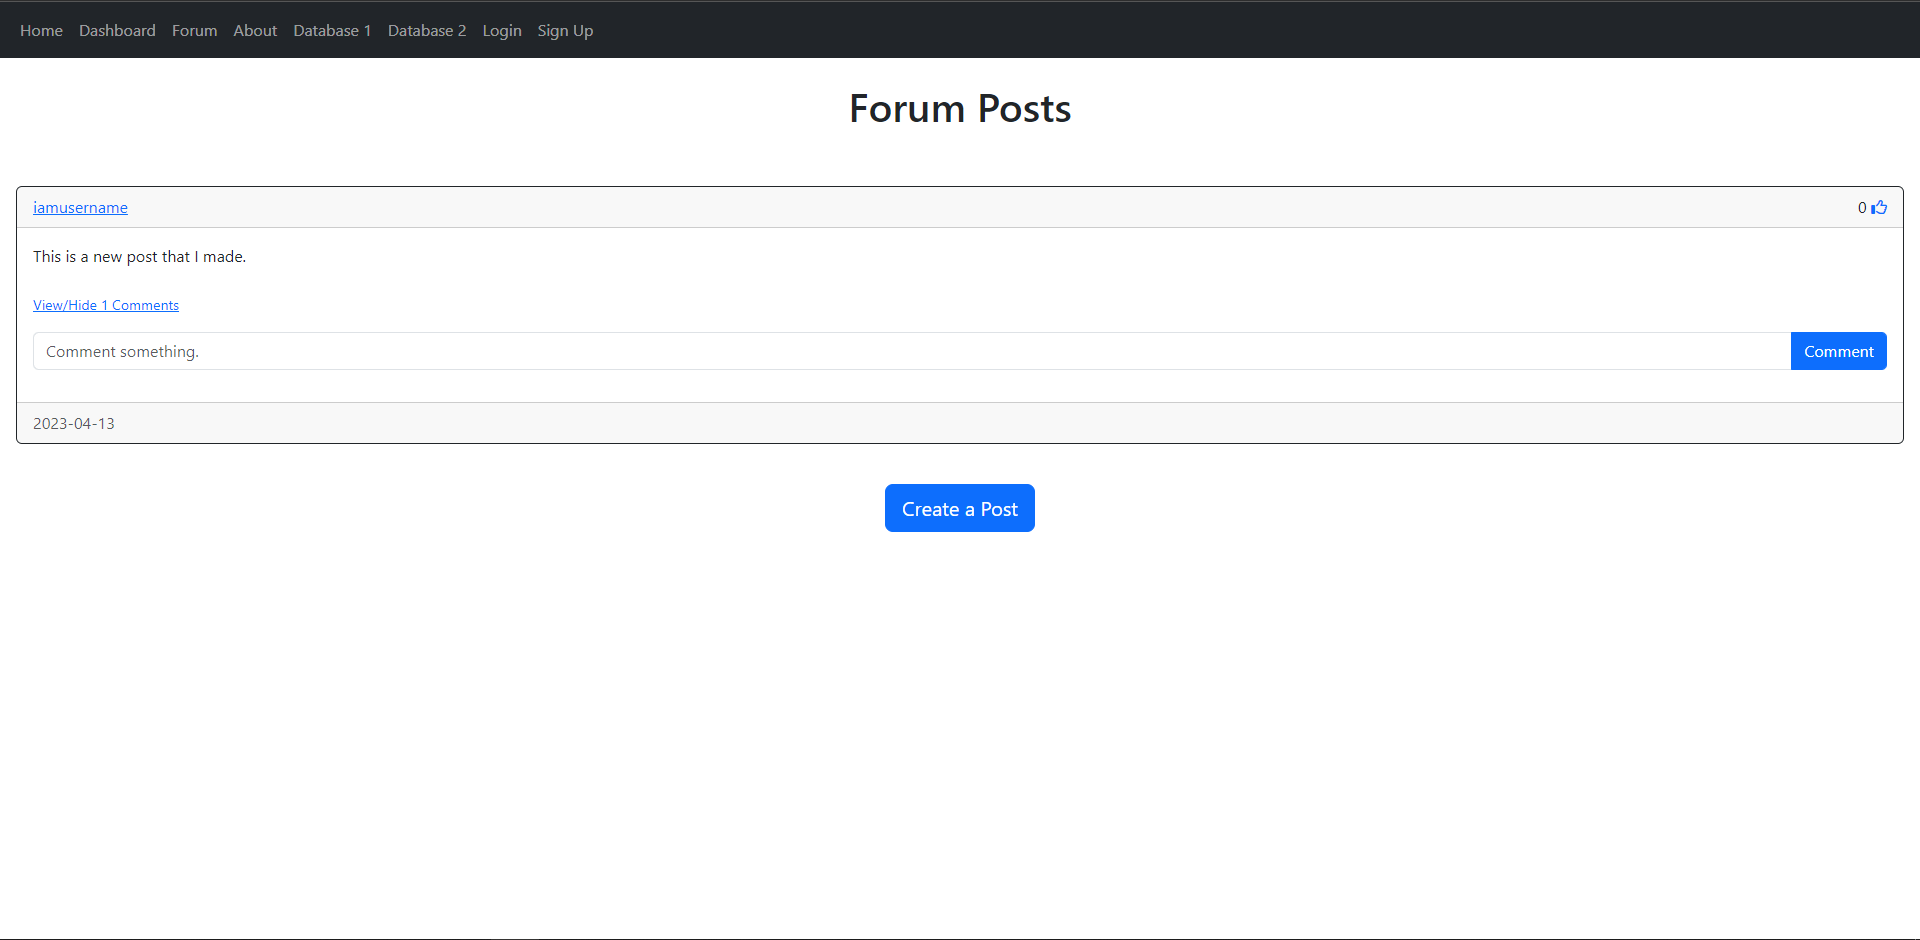 Home Dashboard Forum About Database 1 Database 2 Login Sign Up
Forum Posts
iamusername 0
This is a new post that I made.
View/Hide 1 Comments
Comment something. Comment
2023-04-13
Create a Post